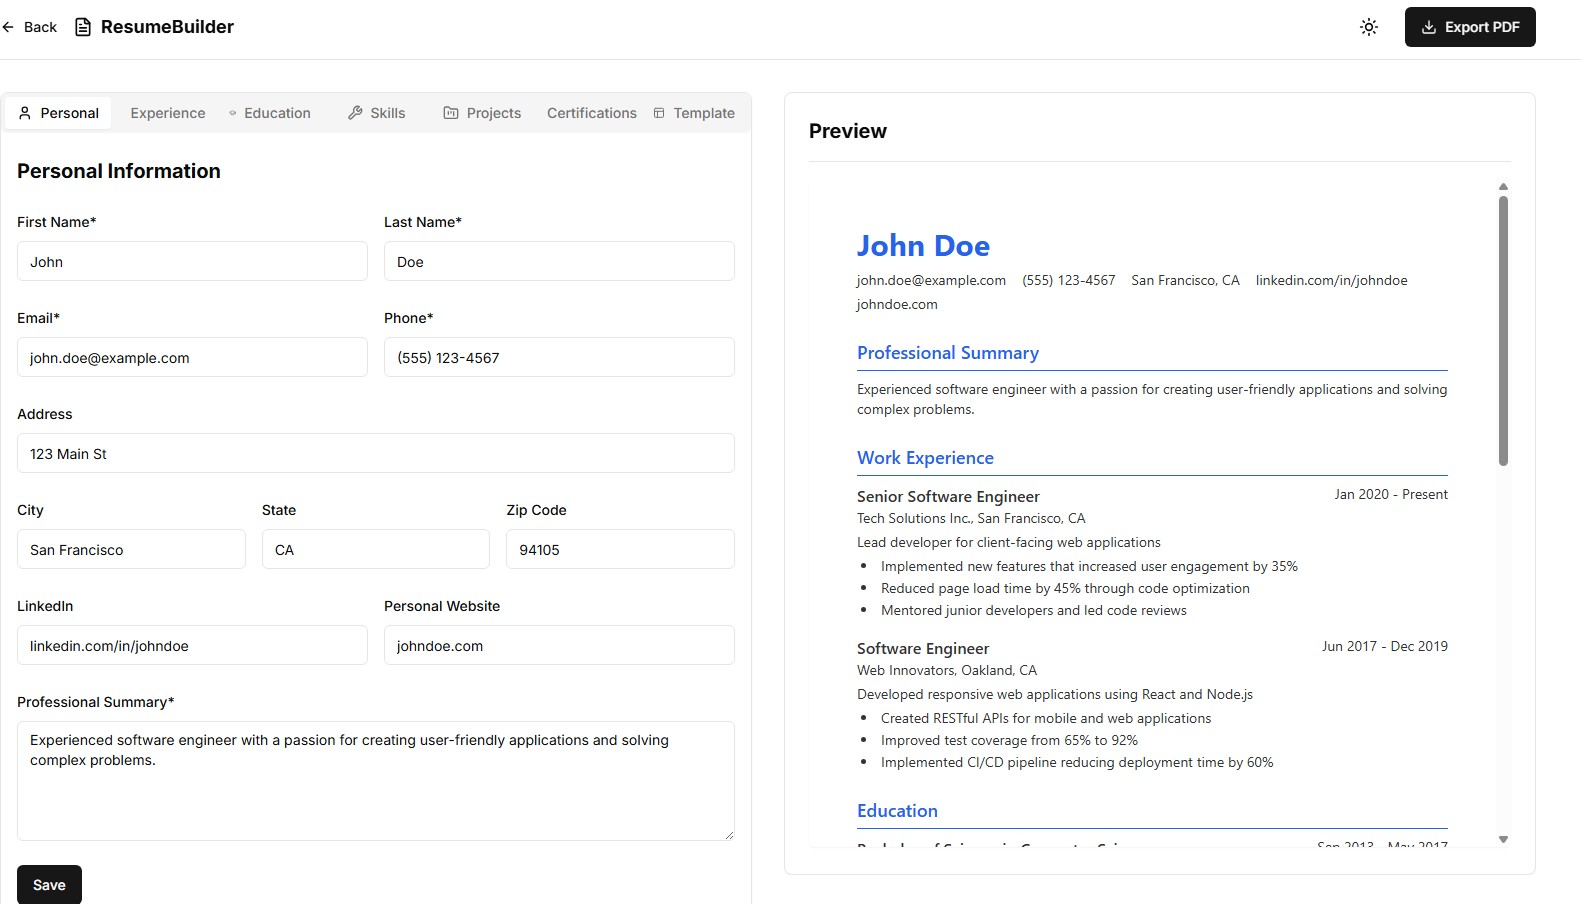 Back ResumeBuilder Export PDF
Personal Experience Education Skills Projects Certifications Template
Personal Information
First Name* Last Name*
John Doe
Email* Phone*
john.doe@example.com (555) 123-4567
Address
123 Main St
City State Zip Code
San Francisco CA 94105
LinkedIn Personal Website
linkedin.com/in/johndoe johndoe.com
Professional Summary*
Experienced software engineer with a passion for creating user-friendly applications and solving
complex problems.
Save
Preview
John Doe
john.doe@example.com (555) 123-4567 San Francisco, CA linkedin.com/in/johndoe
johndoe.com
Professional Summary
Experienced software engineer with a passion for creating user-friendly applications and solving
complex problems.
Work Experience
Senior Software Engineer Jan 2020 - Present
Tech Solutions Inc., San Francisco, CA
Lead developer for client-facing web applications
• Implemented new features that increased user engagement by 35%
• Reduced page load time by 45% through code optimization
• Mentored junior developers and led code reviews
Software Engineer Jun 2017 - Dec 2019
Web Innovators, Oakland, CA
Developed responsive web applications using React and Node.js
• Created RESTful APIs for mobile and web applications
• Improved test coverage from 65% to 92%
• Implemented CI/CD pipeline reducing deployment time by 60%
Education